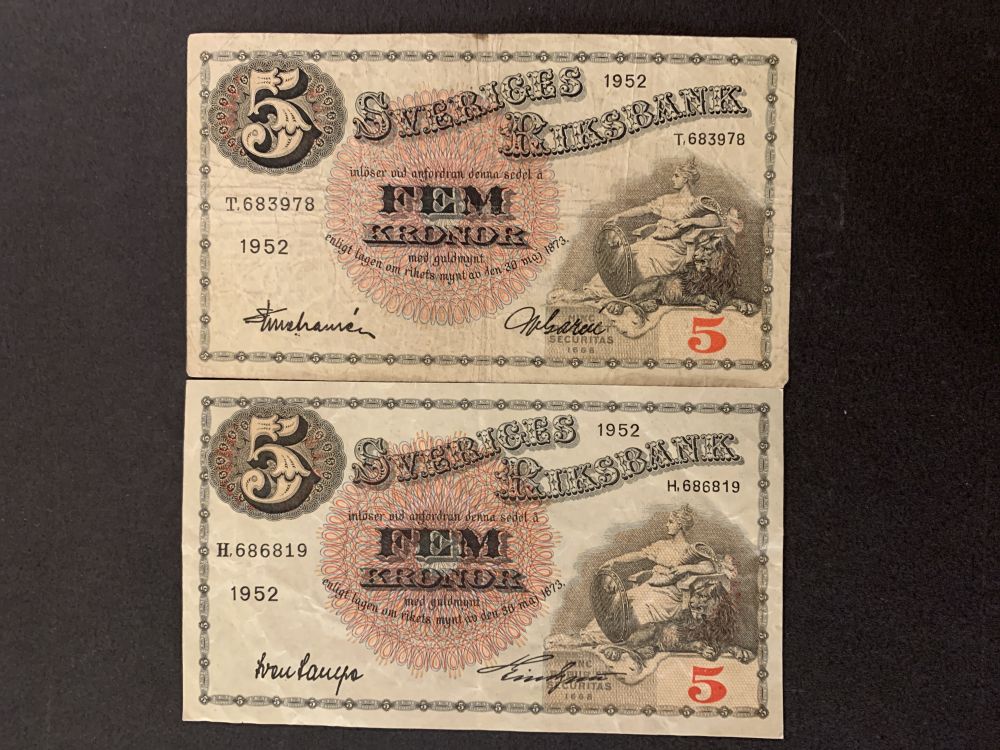 5
SVERIGES 1952
RIKSBANK
T.683978
inlöser vid anfordran denna sedel å
T.683978
FEM
KRONOR
1952
med guldmynt
enligt lagen om rikets mynt av den 30 maj 1873.
SECURITAS
1668
5
5
SVERIGES 1952
RIKSBANK
H.686819
inlöser vid anfordran denna sedel å
H.686819
FEM
KRONOR
1952
med guldmynt
enligt lagen om rikets mynt av den 30 maj 1873.
HINC
SECURITAS
1668
5